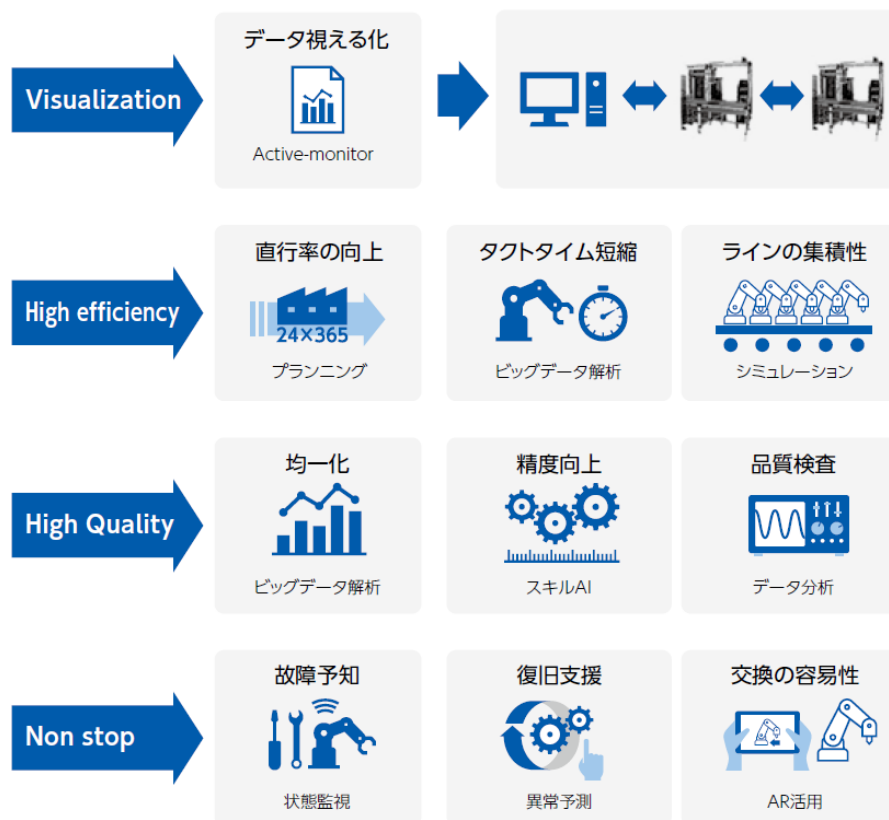 Visualization
データ視える化
Active-monitor
High efficiency
直行率の向上
24×365
プランニング
タクトタイム短縮
ビッグデータ解析
ラインの集積性
シミュレーション
High Quality
均一化
ビッグデータ解析
精度向上
スキルAI
品質検査
データ分析
Non stop
故障予知
状態監視
復旧支援
異常予測
交換の容易性
AR活用